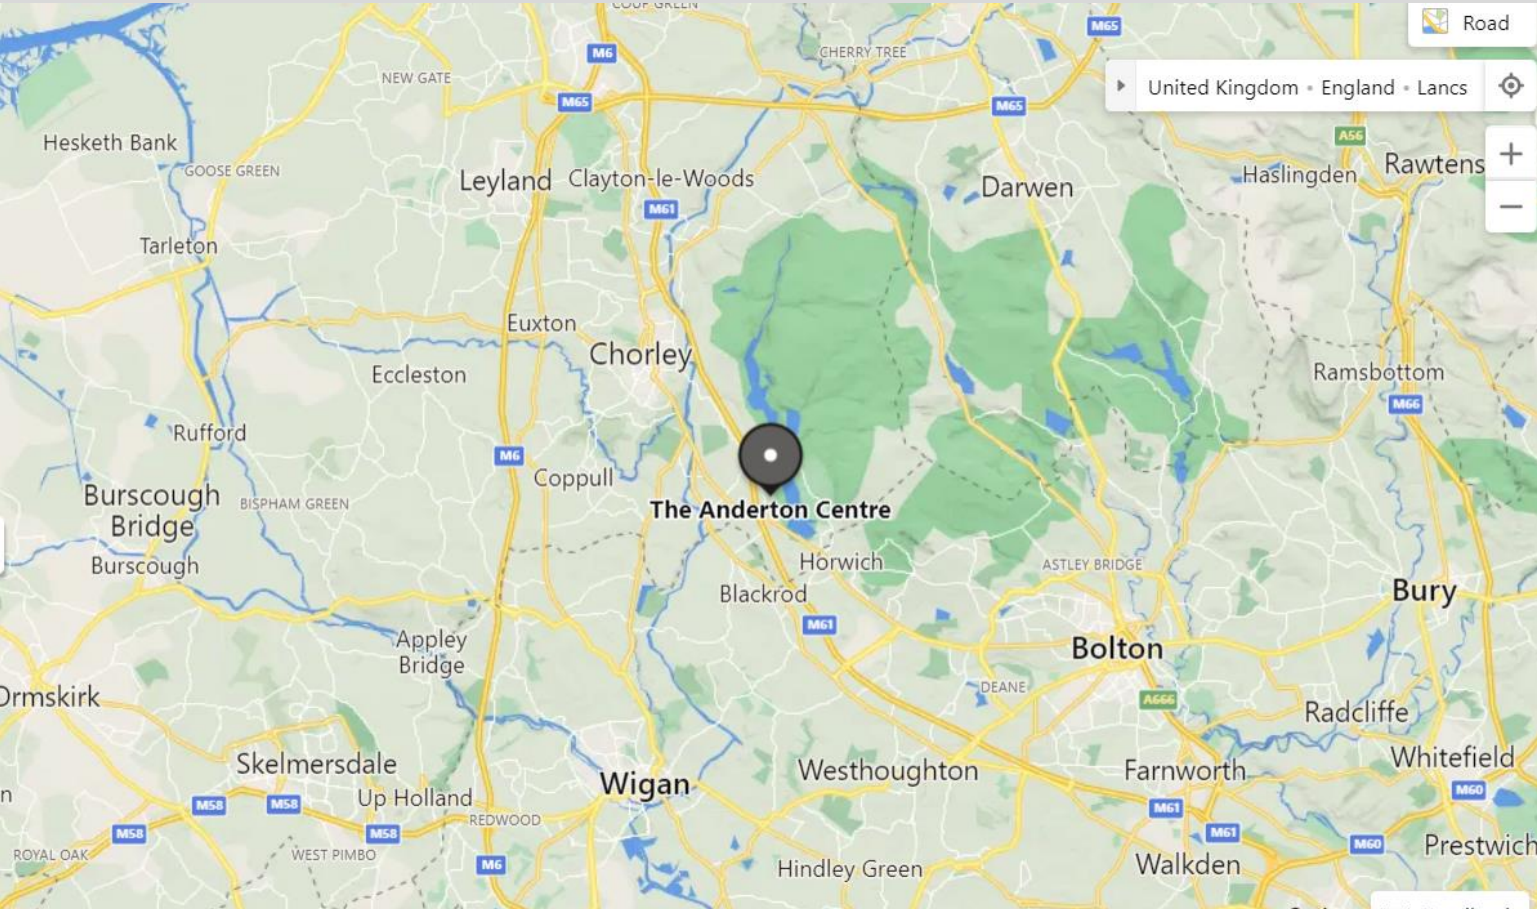 COUP GREEN
M65
Road
M6
CHERRY TREE
NEW GATE
M65
M65
United Kingdom • England • Lancs
Hesketh Bank
A56
GOOSE GREEN
Leyland
Clayton-le-Woods
Darwen
Haslingden
Rawtens
M61
Tarleton
Euxton
Chorley
Eccleston
Ramsbottom
M66
Rufford
M6
Coppull
Burscough
Bridge
BISPHAM GREEN
The Anderton Centre
Burscough
Horwich
ASTLEY BRIDGE
Blackrod
Bury
M61
Appley
Bridge
Bolton
Ormskirk
DEANE
A666
Radcliffe
Skelmersdale
Westhoughton
Farnworth
Whitefield
Wigan
n
M58
M58
Up Holland
M60
M61
REDWOOD
M58
M58
M61
M60
Prestwich
ROYAL OAK
WEST PIMBO
M6
Hindley Green
Walkden